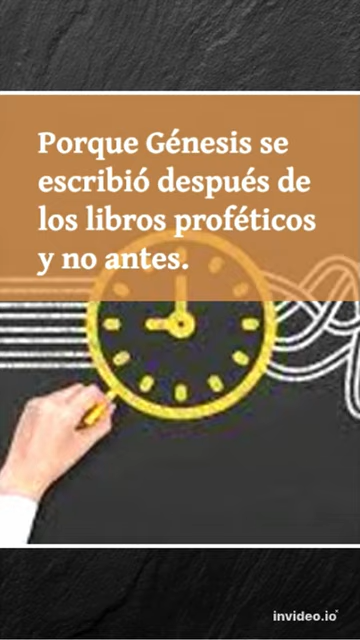 Porque Génesis se
escribió después de
los libros proféticos
y no antes.
invideo.io